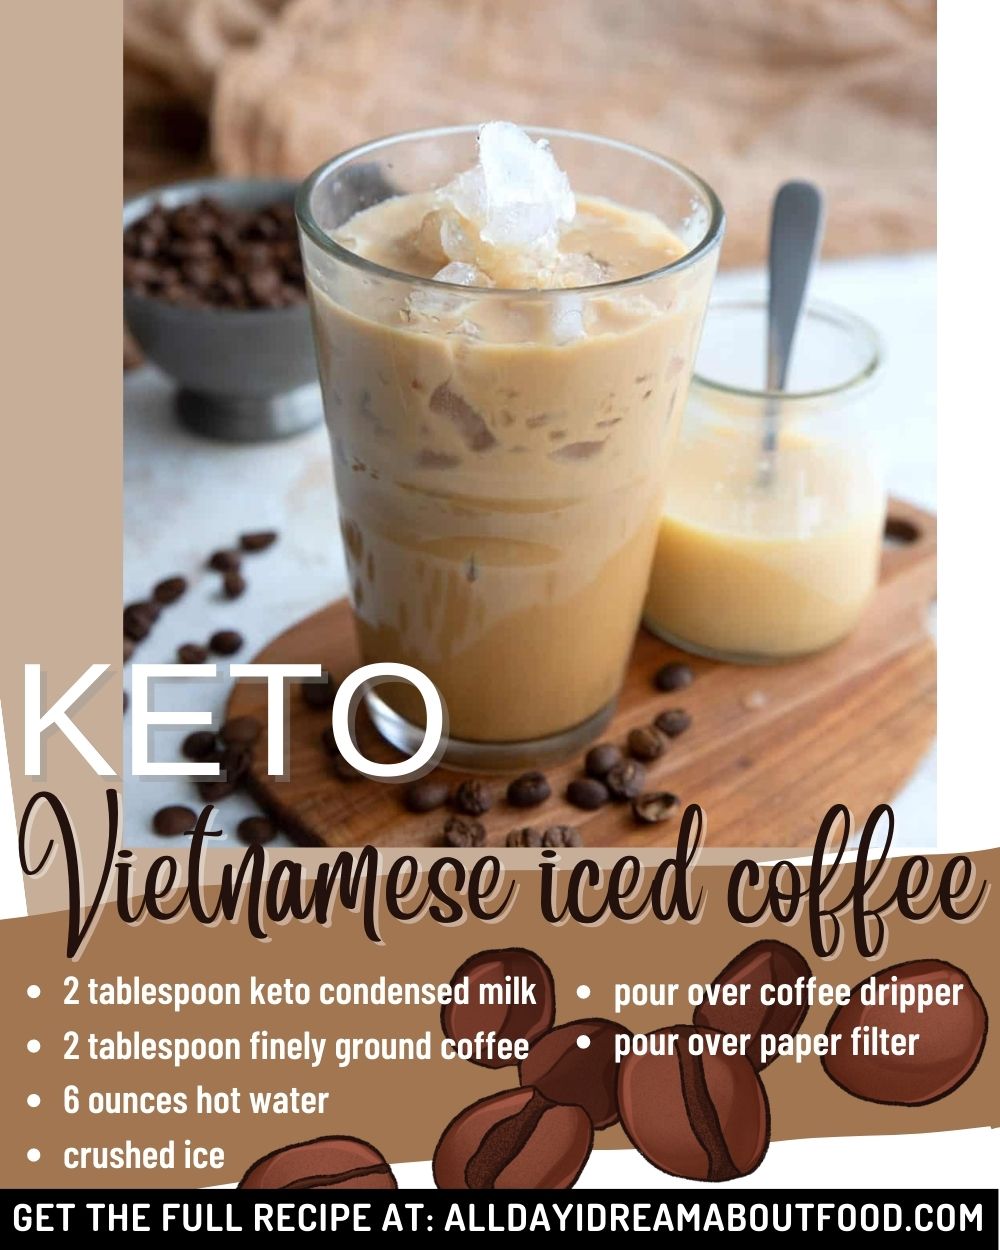 KETO
Vietnamese iced coffee
• 2 tablespoon keto condensed milk
• 2 tablespoon finely ground coffee
• 6 ounces hot water
• crushed ice
• pour over coffee dripper
• pour over paper filter
GET THE FULL RECIPE AT: ALLDAYIDREAMABOUTFOOD.COM